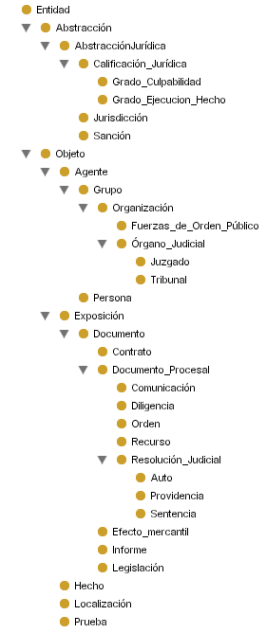 Entidad
Abstracción
AbstracciónJurídica
Calificación_Jurídica
Grado_Culpabilidad
Grado_Ejecucion_Hecho
Jurisdicción
Sanción
Objeto
Agente
Grupo
Organización
Fuerzas_de_Orden_Público
Órgano_Judicial
Juzgado
Tribunal
Persona
Exposición
Documento
Contrato
Documento_Procesal
Comunicación
Diligencia
Orden
Recurso
Resolución_Judicial
Auto
Providencia
Sentencia
Efecto_mercantil
Informe
Legislación
Hecho
Localización
Prueba